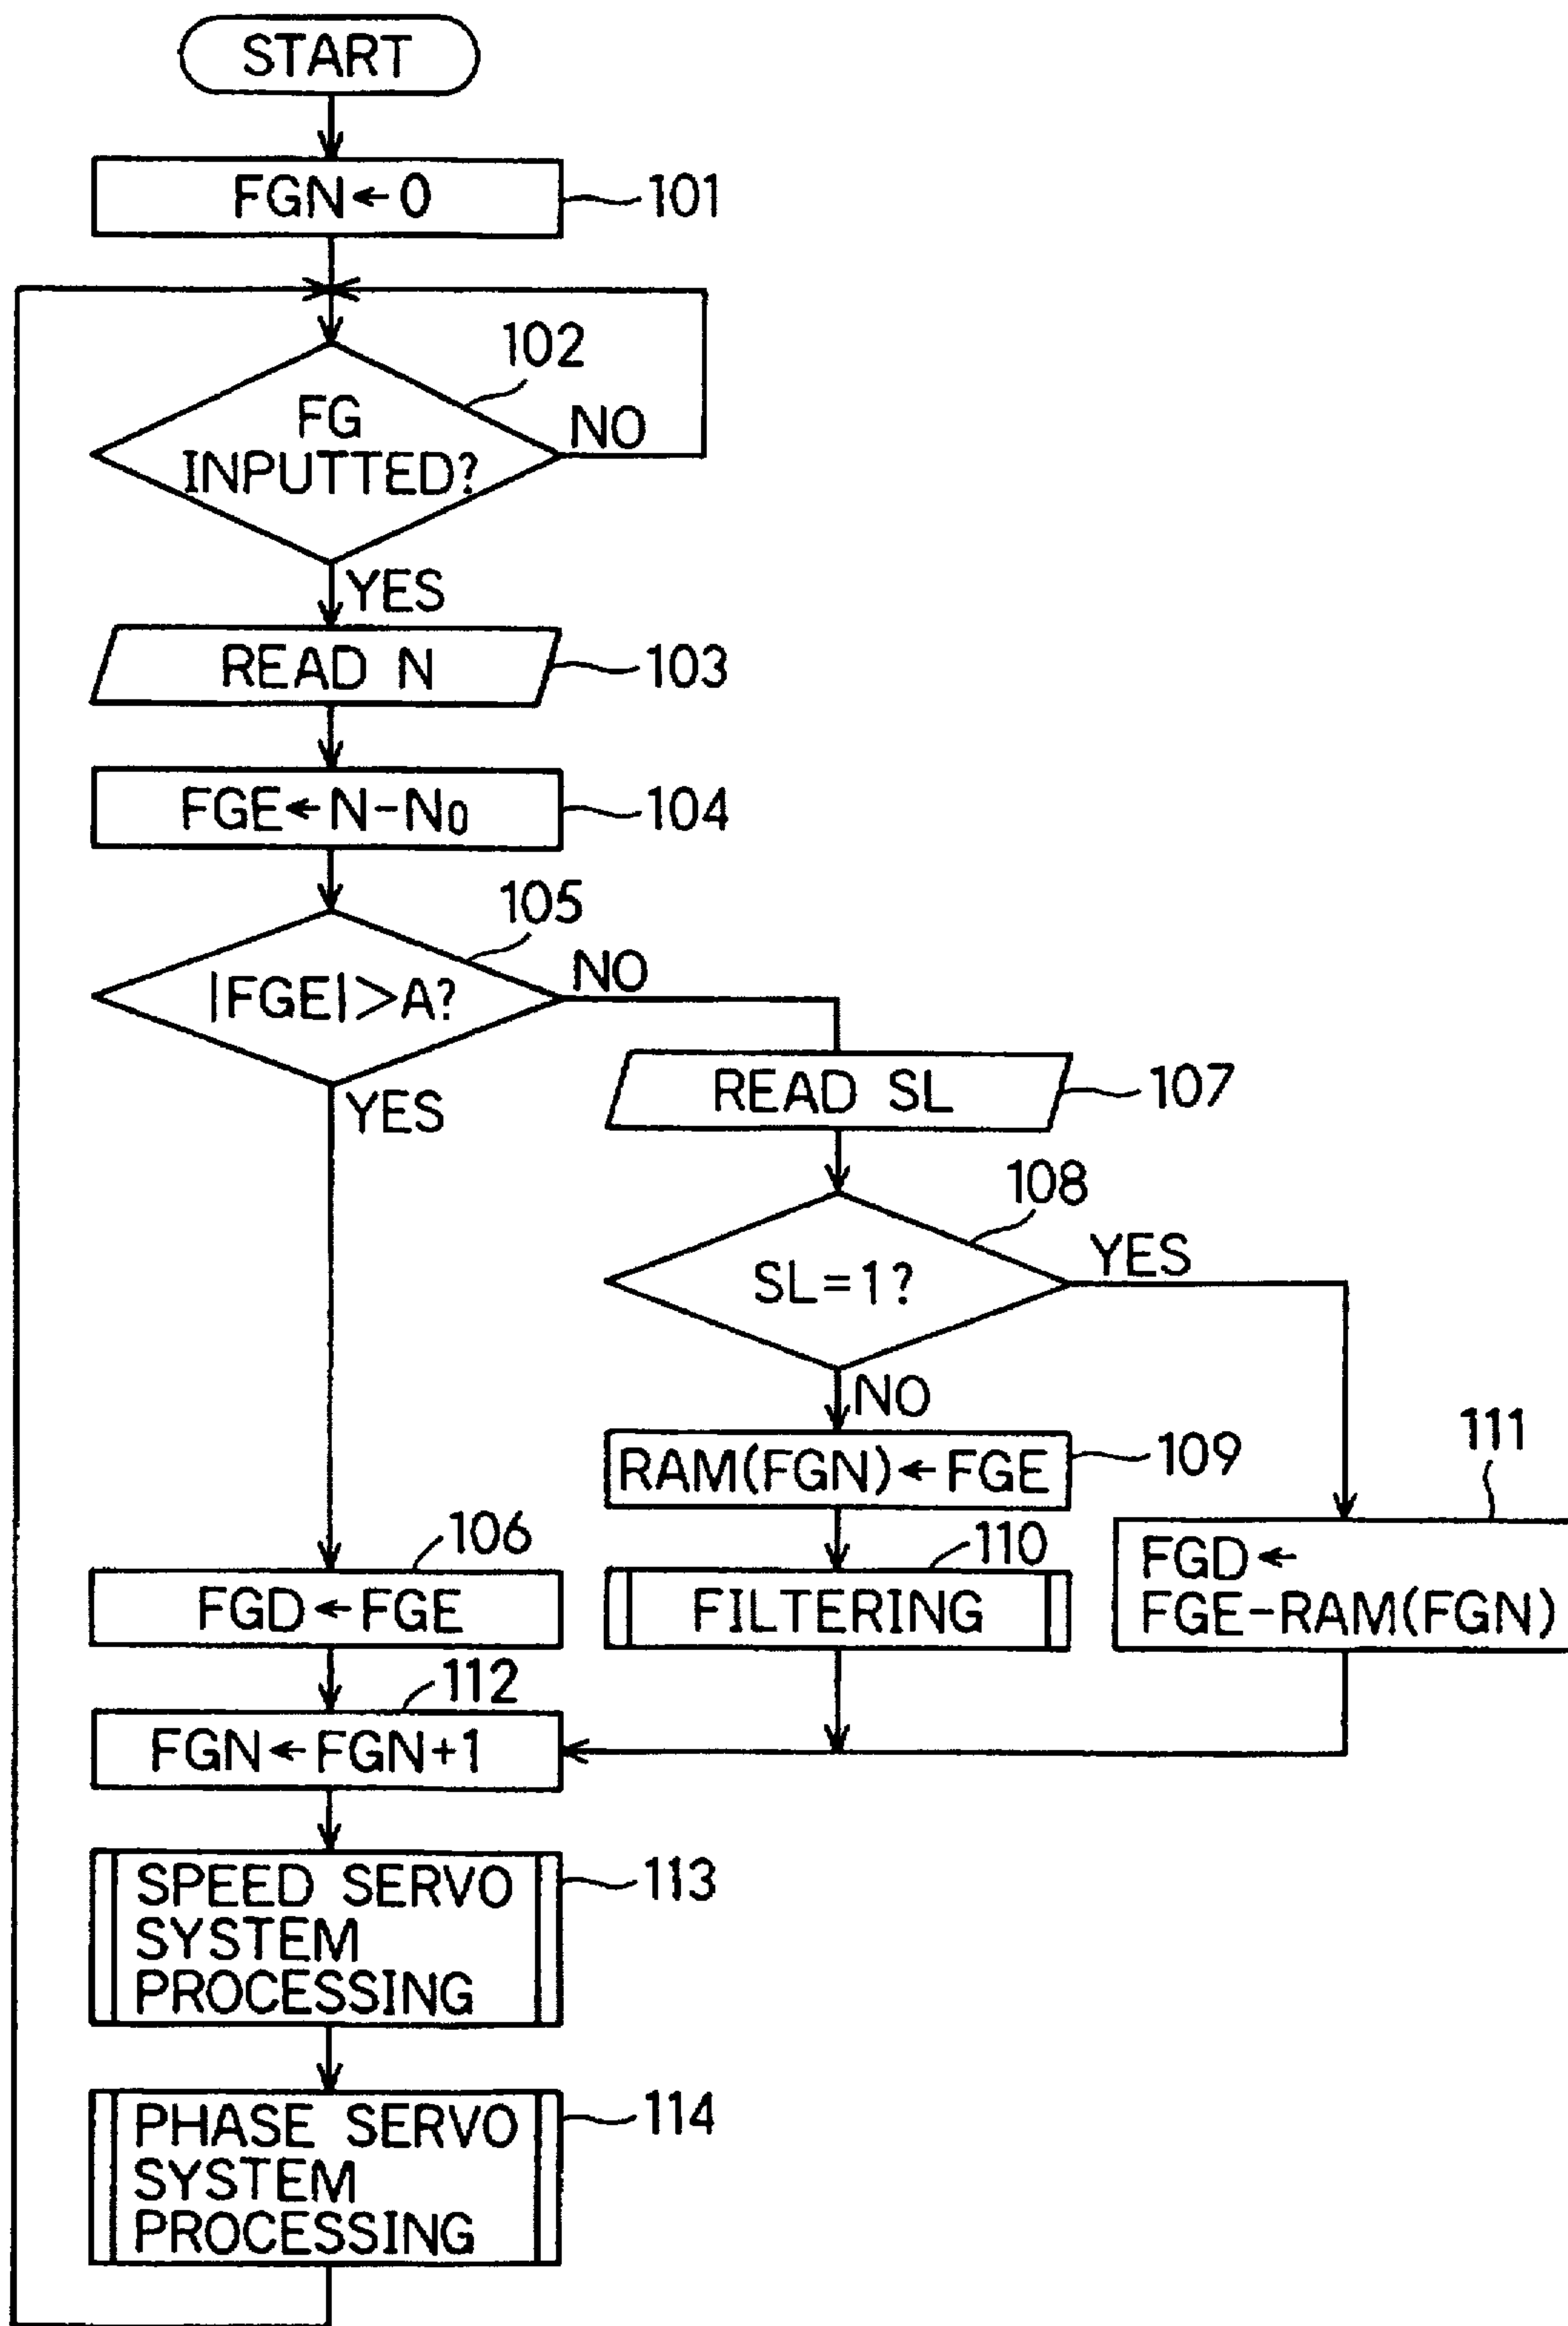 START
FGN←0
101
102
FG
INPUTTED?
NO
YES
READ N
103
FGE←N-N0
104
105
|FGE|>A?
NO
YES
READ SL
107
108
SL=1?
YES
NO
RAM(FGN)←FGE
109
111
FGD←
FGE-RAM(FGN)
106
FGD←FGE
110
FILTERING
112
FGN←FGN+1
SPEED SERVO
SYSTEM
PROCESSING
113
PHASE SERVO
SYSTEM
PROCESSING
114